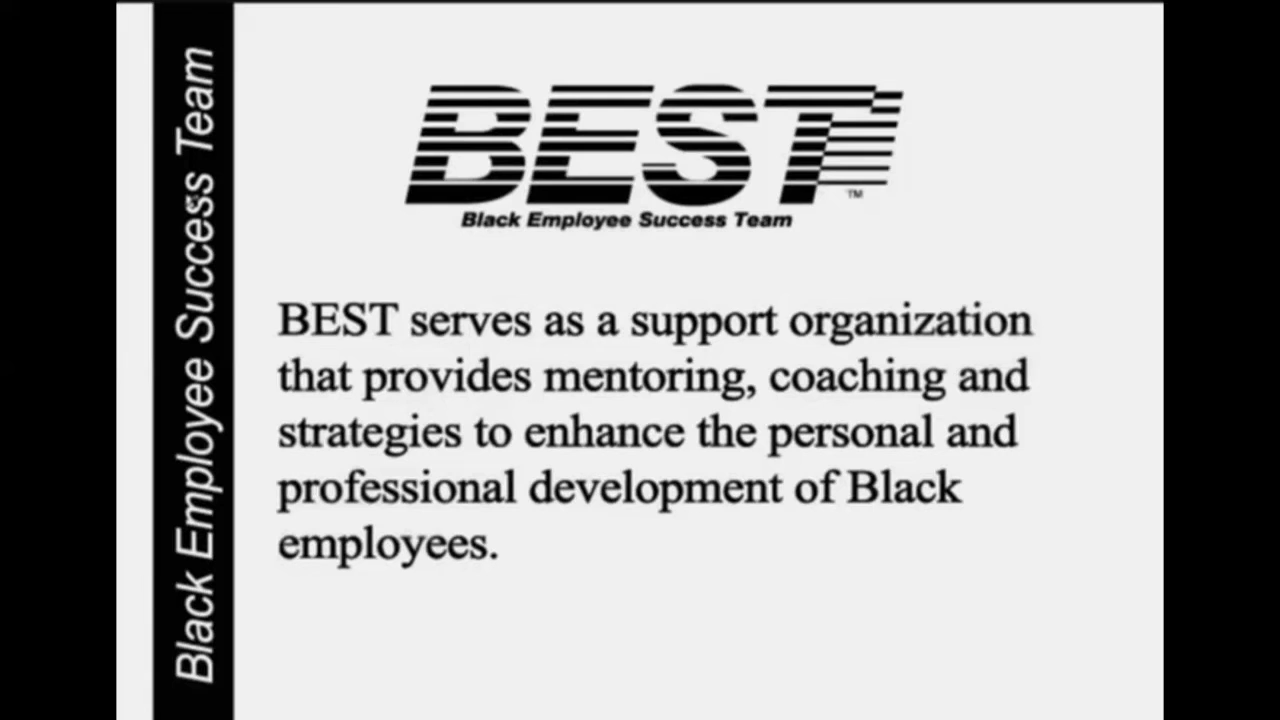 Black Employee Success Team
BEST
TM
Black Employee Success Team
BEST serves as a support organization
that provides mentoring, coaching and
strategies to enhance the personal and
professional development of Black
employees.